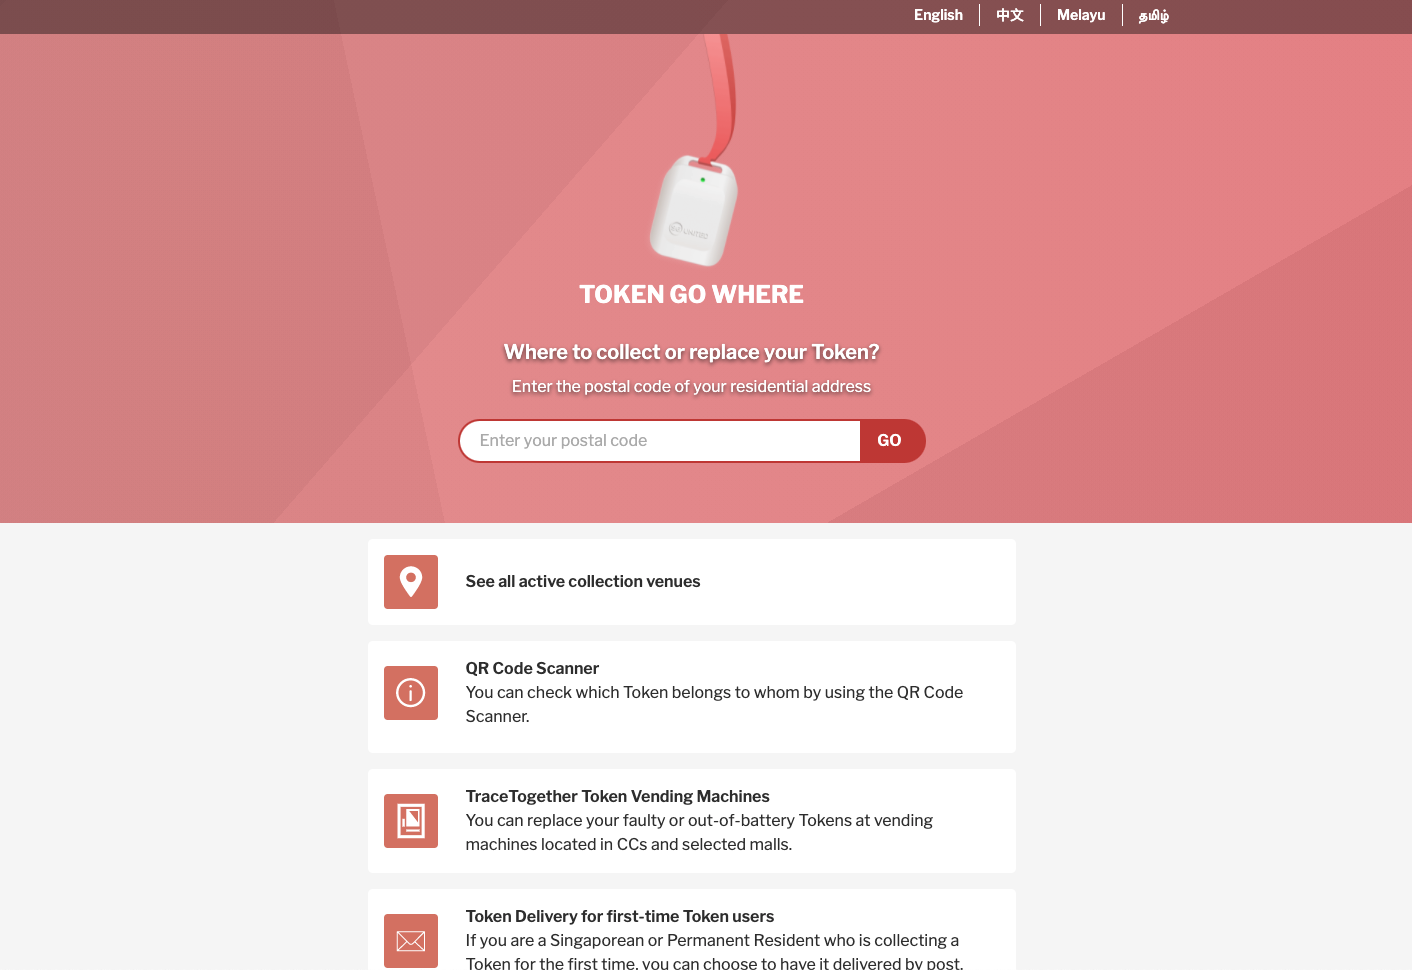 English
中文
Melayu
தமிழ்
TOKEN GO WHERE
Where to collect or replace your Token?
Enter the postal code of your residential address
Enter your postal code
GO
See all active collection venues
QR Code Scanner
You can check which Token belongs to whom by using the QR Code
Scanner.
TraceTogether Token Vending Machines
You can replace your faulty or out-of-battery Tokens at vending
machines located in CCs and selected malls.
Token Delivery for first-time Token users
If you are a Singaporean or Permanent Resident who is collecting a
Token for the first time, you can choose to have it delivered by post.